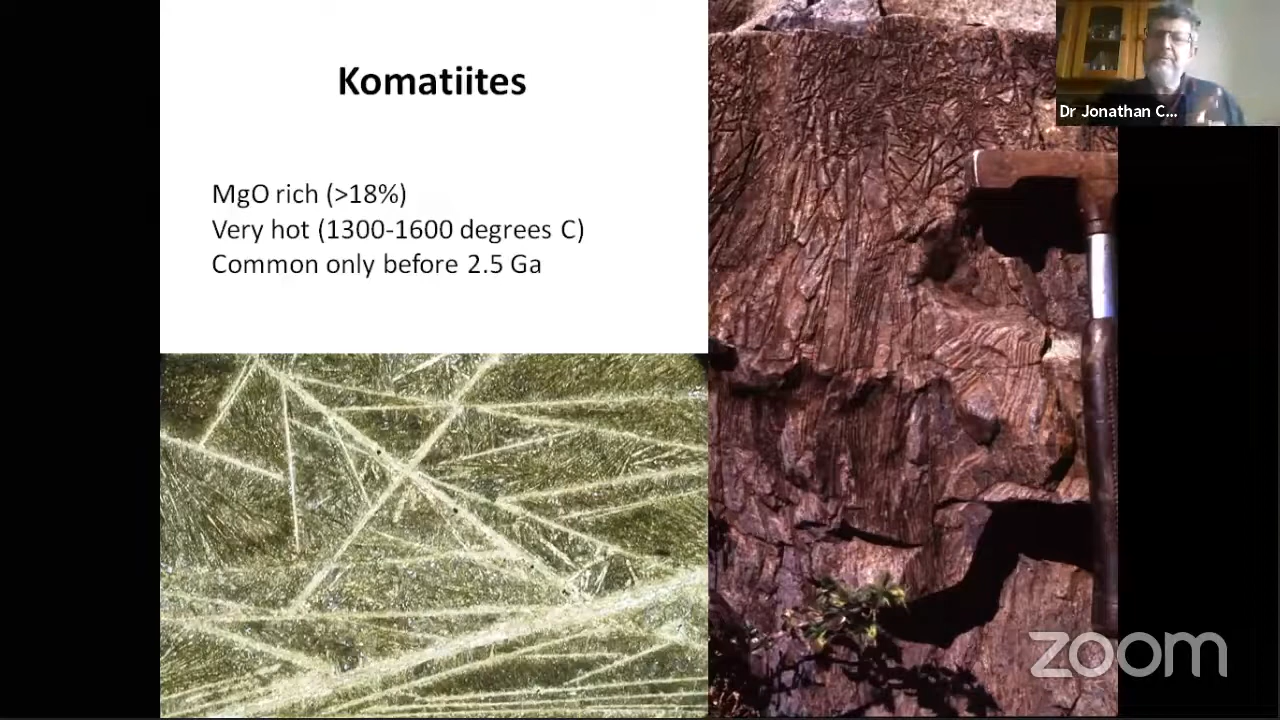 Komatiites
MgO rich (>18%)
Very hot (1300-1600 degrees C)
Common only before 2.5 Ga
Dr Jonathan C...
zoom